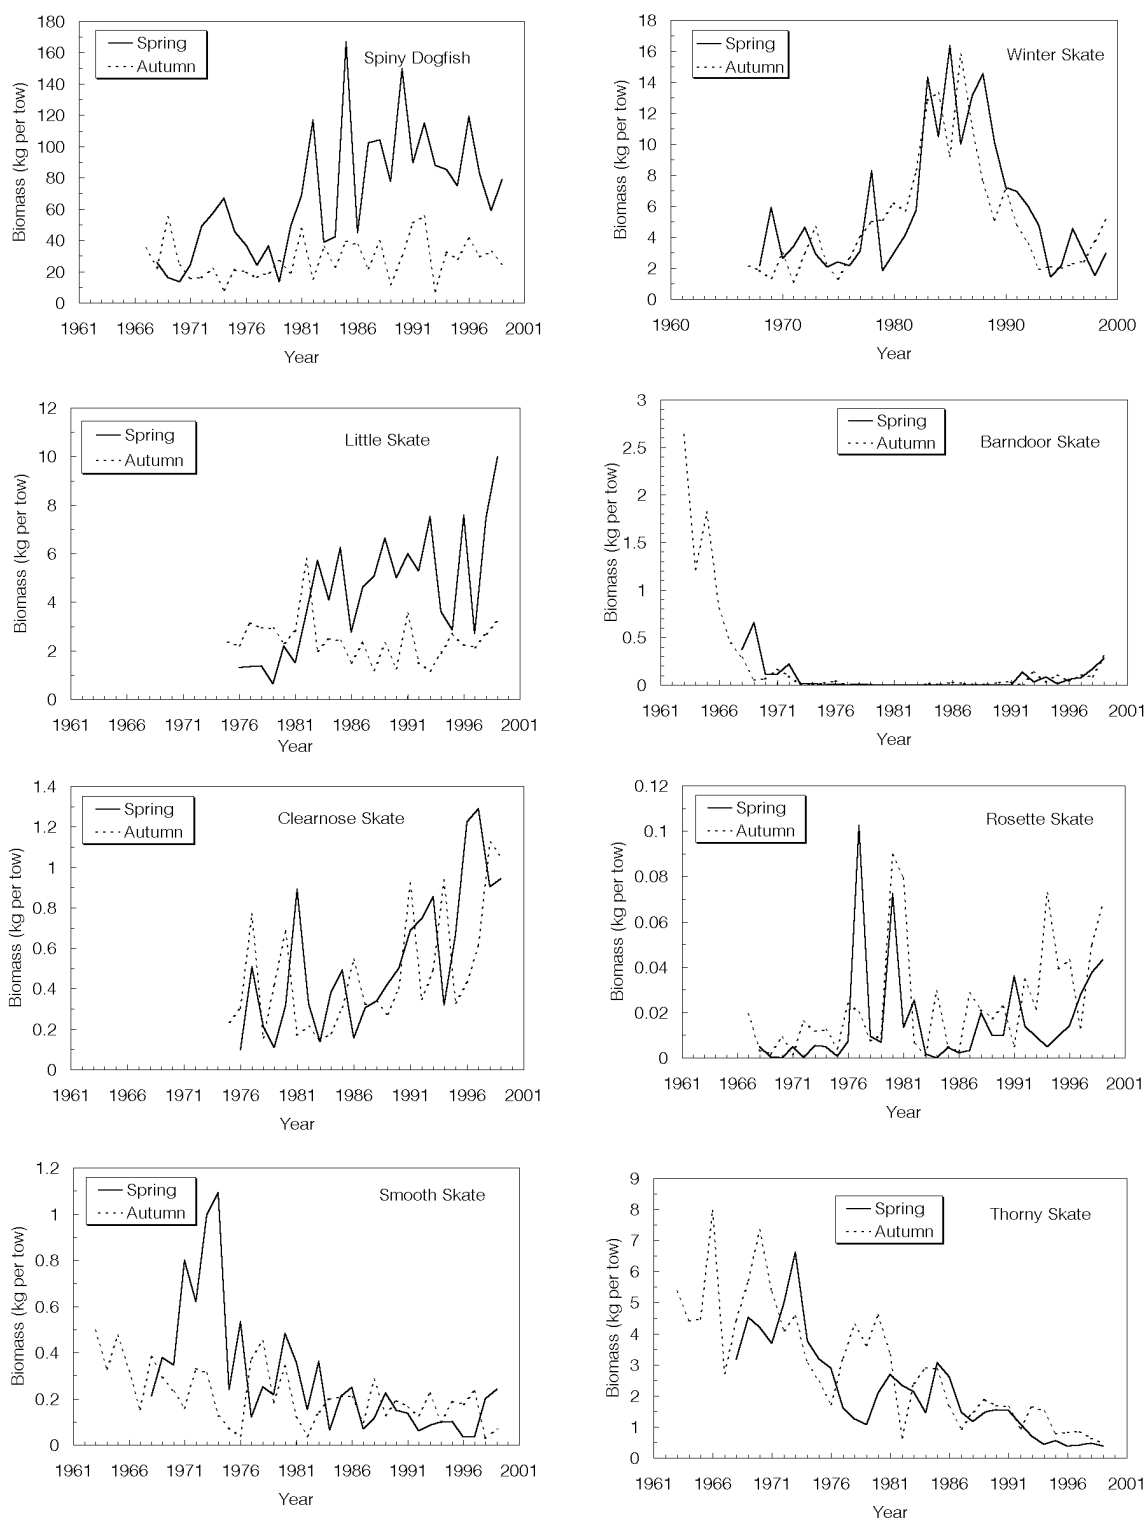 Spiny Dogfish
Spring
Autumn
Biomass (kg per tow)
180
160
140
120
100
80
60
40
20
0
1961 1966 1971 1976 1981 1986 1991 1996 2001
Year
Winter Skate
Spring
Autumn
Biomass (kg per tow)
18
16
14
12
10
8
6
4
2
0
1960 1970 1980 1990 2000
Year
Little Skate
Spring
Autumn
Biomass (kg per tow)
12
10
8
6
4
2
0
1961 1966 1971 1976 1981 1986 1991 1996 2001
Year
Barndoor Skate
Spring
Autumn
Biomass (kg per tow)
3
2.5
2
1.5
1
0.5
0
1961 1966 1971 1976 1981 1986 1991 1996 2001
Year
Clearnose Skate
Spring
Autumn
Biomass (kg per tow)
1.4
1.2
1
0.8
0.6
0.4
0.2
0
1961 1966 1971 1976 1981 1986 1991 1996 2001
Year
Rosette Skate
Spring
Autumn
Biomass (kg per tow)
0.12
0.1
0.08
0.06
0.04
0.02
0
1961 1966 1971 1976 1981 1986 1991 1996 2001
Year
Smooth Skate
Spring
Autumn
Biomass (kg per tow)
1.2
1
0.8
0.6
0.4
0.2
0
1961 1966 1971 1976 1981 1986 1991 1996 2001
Year
Thorny Skate
Spring
Autumn
Biomass (kg per tow)
9
8
7
6
5
4
3
2
1
0
1961 1966 1971 1976 1981 1986 1991 1996 2001
Year